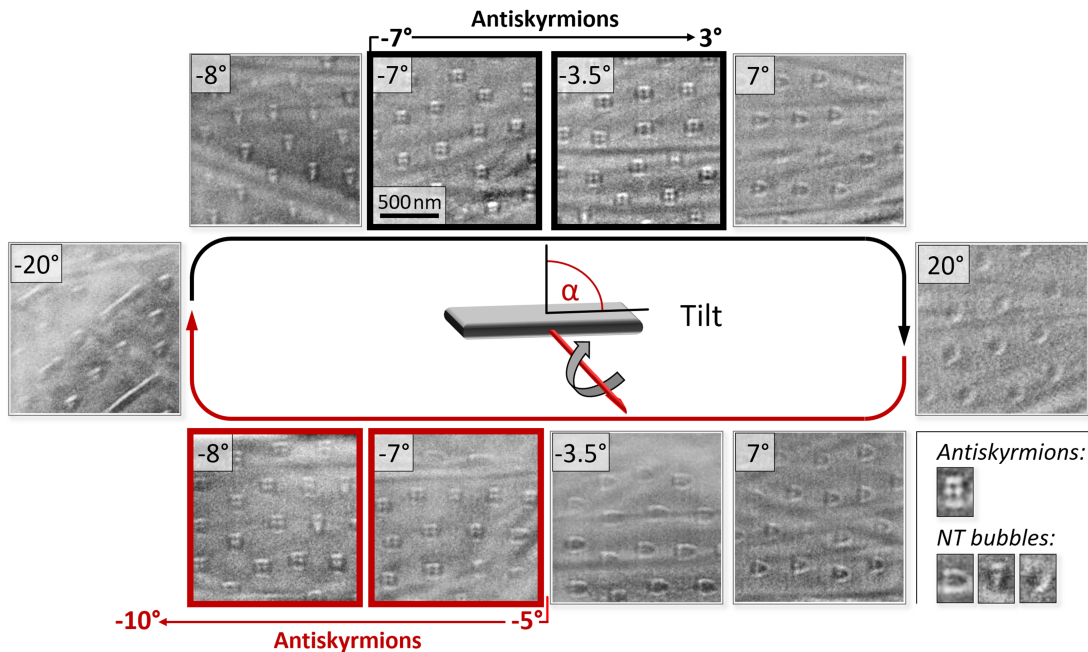 Antiskyrmions
-7° 3°
-8°
-7°
-3.5°
7°
500 nm
-20°
α
Tilt
20°
-8°
-7°
-3.5°
7°
Antiskyrmions:
NT bubbles:
-10° -5°
Antiskyrmions